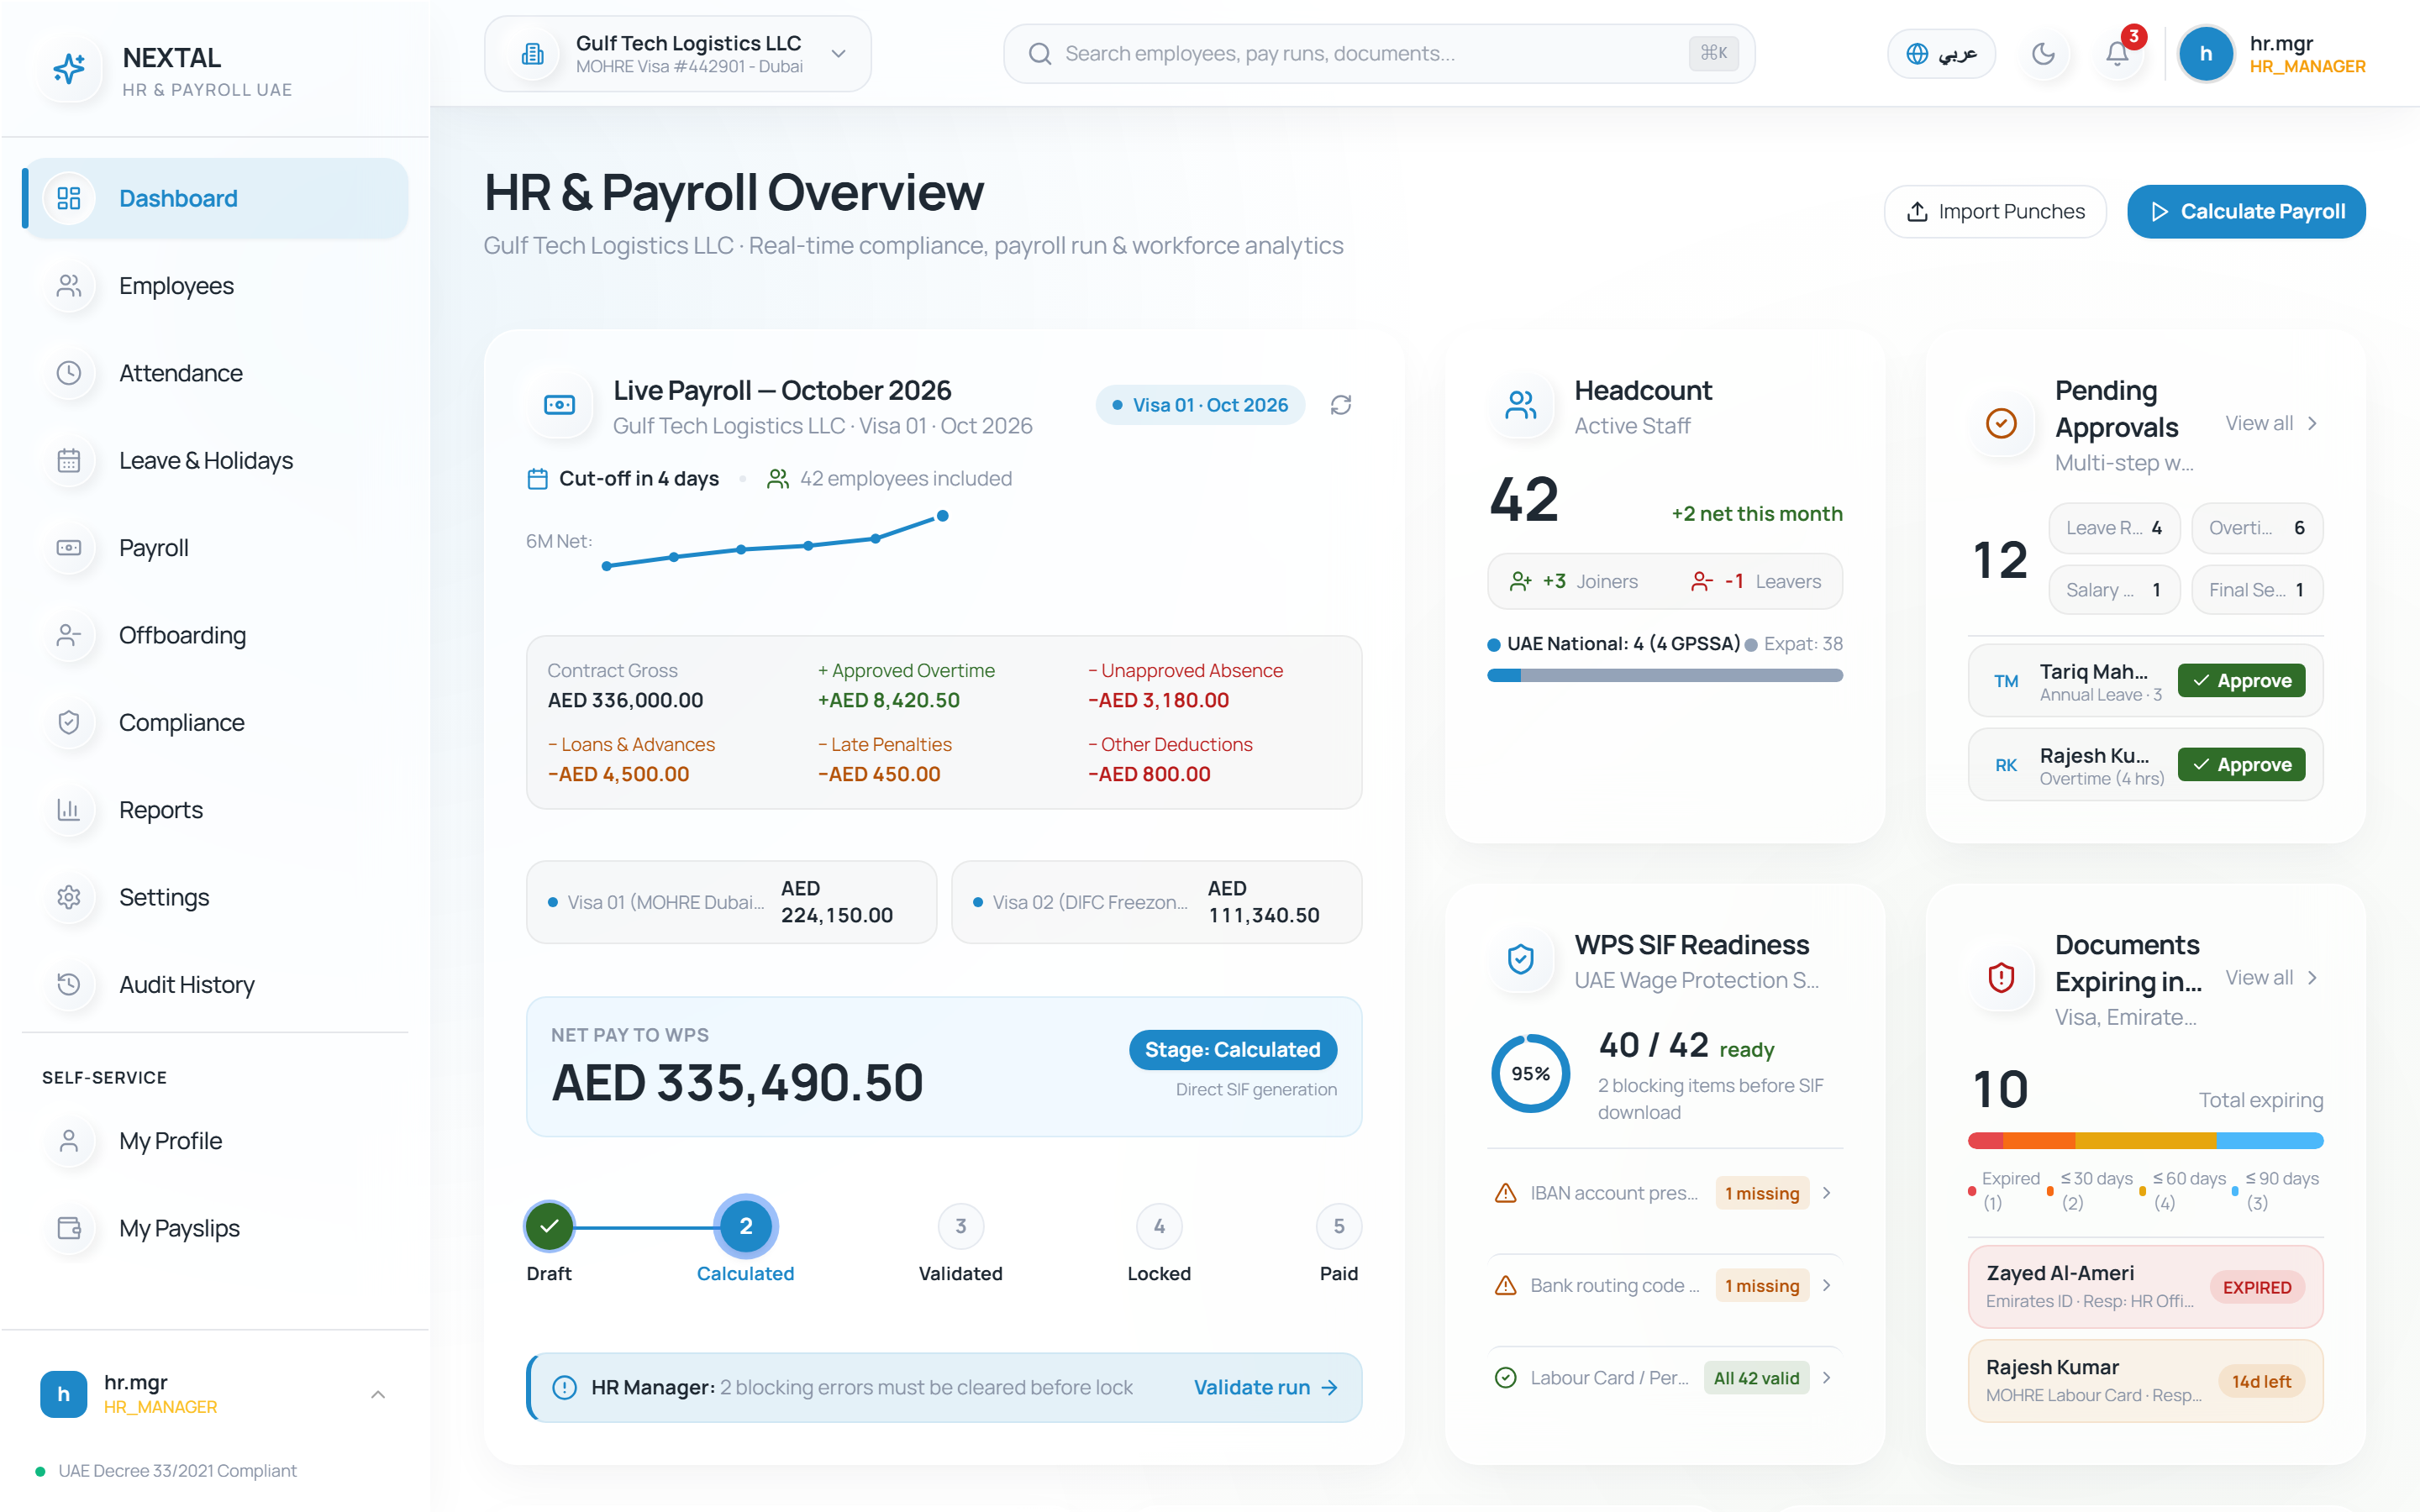 NEXTAL
HR & PAYROLL UAE
Dashboard
Employees
Attendance
Leave & Holidays
Payroll
Offboarding
Compliance
Reports
Settings
Audit History
SELF-SERVICE
My Profile
My Payslips
h
hr.mgr
HR_MANAGER
UAE Decree 33/2021 Compliant
Gulf Tech Logistics LLC
MOHRE Visa #442901 - Dubai
Search employees, pay runs, documents...
⌘K
عربي
3
h
hr.mgr
HR_MANAGER
HR & Payroll Overview
Gulf Tech Logistics LLC · Real-time compliance, payroll run & workforce analytics
Import Punches
Calculate Payroll
Live Payroll — October 2026
Gulf Tech Logistics LLC · Visa 01 · Oct 2026
Visa 01 · Oct 2026
Cut-off in 4 days
42 employees included
6M Net:
Contract Gross
AED 336,000.00
+ Approved Overtime
+AED 8,420.50
− Unapproved Absence
−AED 3,180.00
− Loans & Advances
−AED 4,500.00
− Late Penalties
−AED 450.00
− Other Deductions
−AED 800.00
Visa 01 (MOHRE Dubai...
AED
224,150.00
Visa 02 (DIFC Freezon...
AED
111,340.50
NET PAY TO WPS
AED 335,490.50
Stage: Calculated
Direct SIF generation
2
3
4
5
Draft
Calculated
Validated
Locked
Paid
HR Manager: 2 blocking errors must be cleared before lock
Validate run
Headcount
Active Staff
42
+2 net this month
+3 Joiners
-1 Leavers
UAE National: 4 (4 GPSSA)
Expat: 38
Pending
Approvals
Multi-step w...
View all
12
Leave R... 4
Overti... 6
Salary ... 1
Final Se... 1
TM
Tariq Mah...
Annual Leave · 3
Approve
RK
Rajesh Ku...
Overtime (4 hrs)
Approve
WPS SIF Readiness
UAE Wage Protection S...
95%
40 / 42 ready
2 blocking items before SIF
download
IBAN account pres...
1 missing
Bank routing code ...
1 missing
Labour Card / Per...
All 42 valid
Documents
Expiring in...
Visa, Emirate...
View all
10
Total expiring
Expired
(1)
≤ 30 days
(2)
≤ 60 days
(4)
≤ 90 days
(3)
Zayed Al-Ameri
Emirates ID · Resp: HR Offi...
EXPIRED
Rajesh Kumar
MOHRE Labour Card · Resp...
14d left